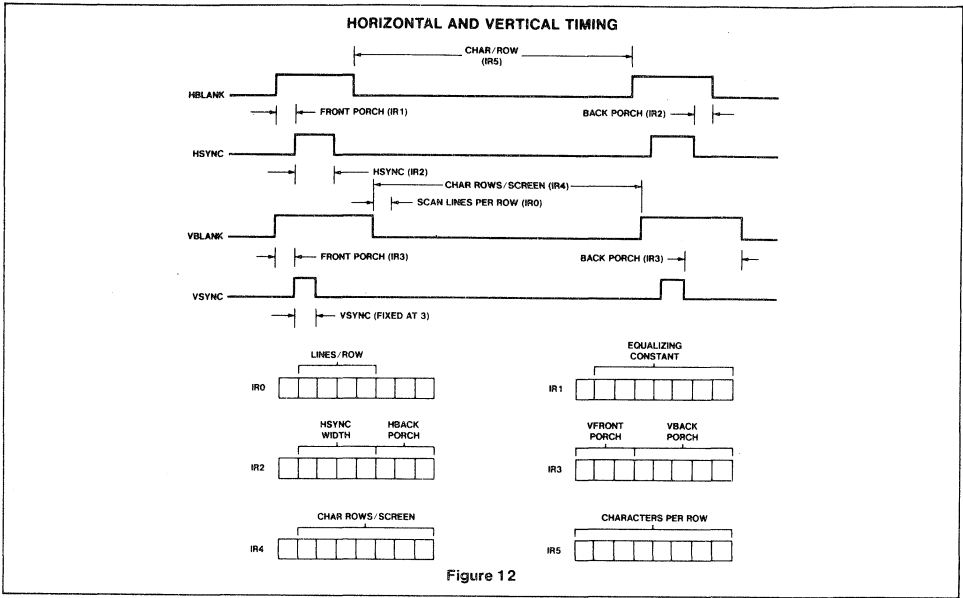 HORIZONTAL AND VERTICAL TIMING
CHAR/ROW
(IR5)
HBLANK
FRONT PORCH (IR1)
BACK PORCH (IR2)
HSYNC
HSYNC (IR2)
CHAR ROWS/SCREEN (IR4)
SCAN LINES PER ROW (IR0)
VBLANK
FRONT PORCH (IR3)
BACK PORCH (IR3)
VSYNC
VSYNC (FIXED AT 3)
LINES/ROW
IR0
EQUALIZING
CONSTANT
IR1
HSYNC
WIDTH
HBACK
PORCH
IR2
VFRONT
PORCH
VBACK
PORCH
IR3
CHAR ROWS/SCREEN
IR4
CHARACTERS PER ROW
IR5
Figure 12